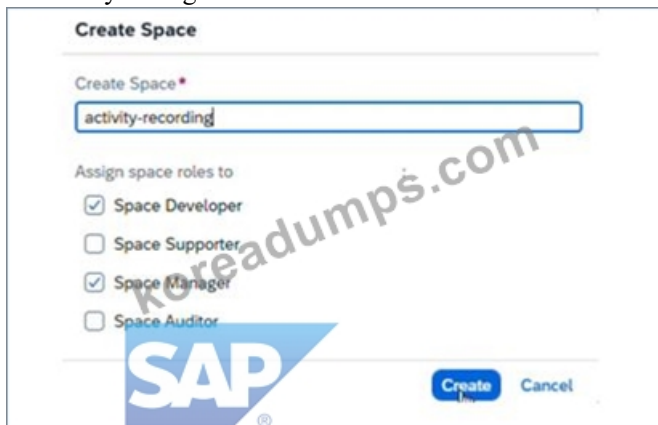 Create Space
Create Space*
activity-recording
Assign space roles to
Space Developer
Space Supporter
Space Manager
Space Auditor
koreadumps.com
SAP
®
Create
Cancel